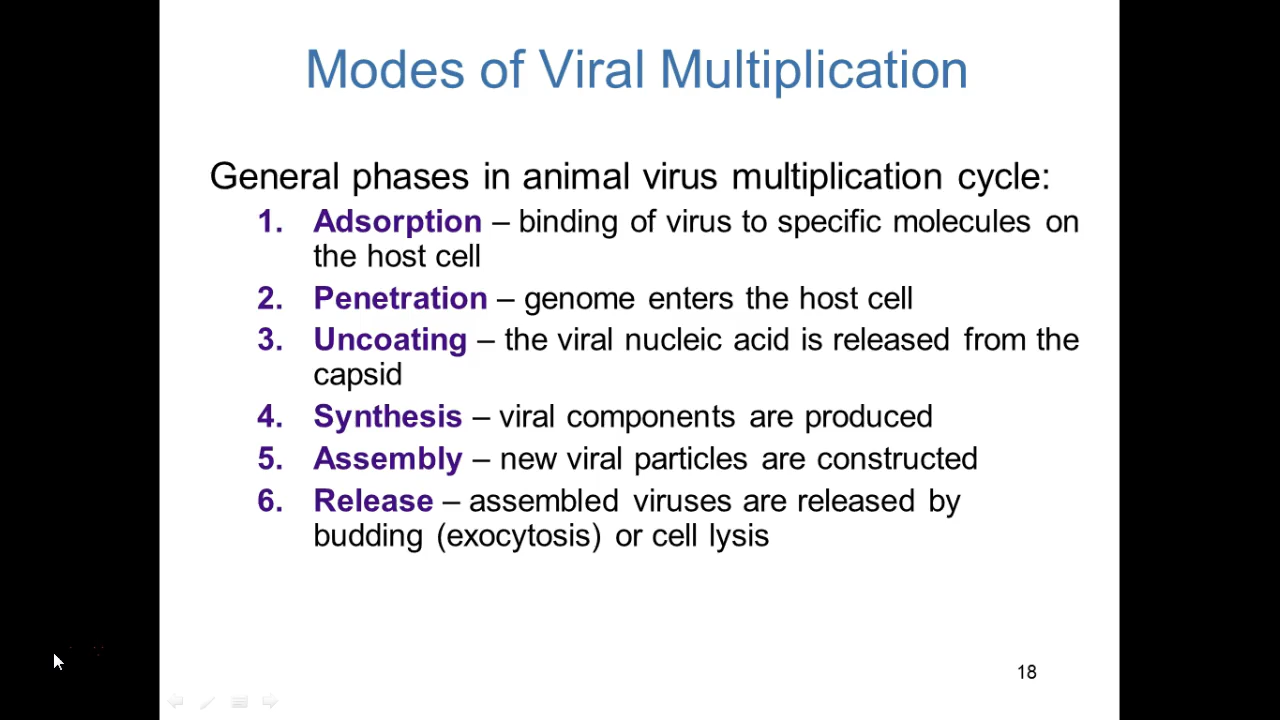 Modes of Viral Multiplication
General phases in animal virus multiplication cycle:
1. Adsorption – binding of virus to specific molecules on
the host cell
2. Penetration – genome enters the host cell
3. Uncoating – the viral nucleic acid is released from the
capsid
4. Synthesis – viral components are produced
5. Assembly – new viral particles are constructed
6. Release – assembled viruses are released by
budding (exocytosis) or cell lysis
18